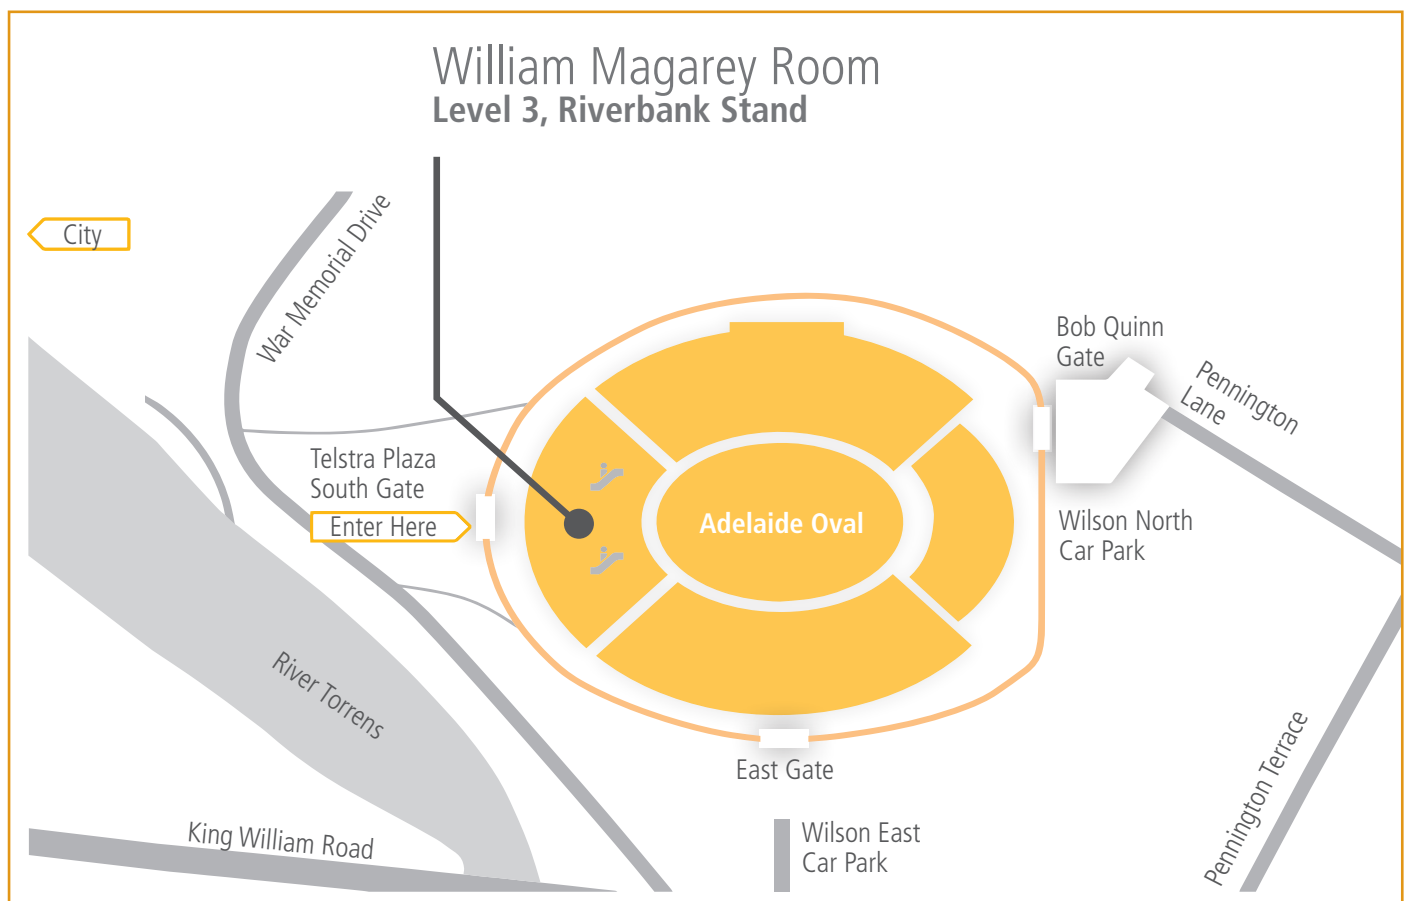 William Magarey Room
Level 3, Riverbank Stand
City
War Memorial Drive
Bob Quinn
Gate
Pennington
Lane
Telstra Plaza
South Gate
Enter Here
Adelaide Oval
Wilson North
Car Park
River Torrens
East Gate
Pennington Terrace
King William Road
Wilson East
Car Park